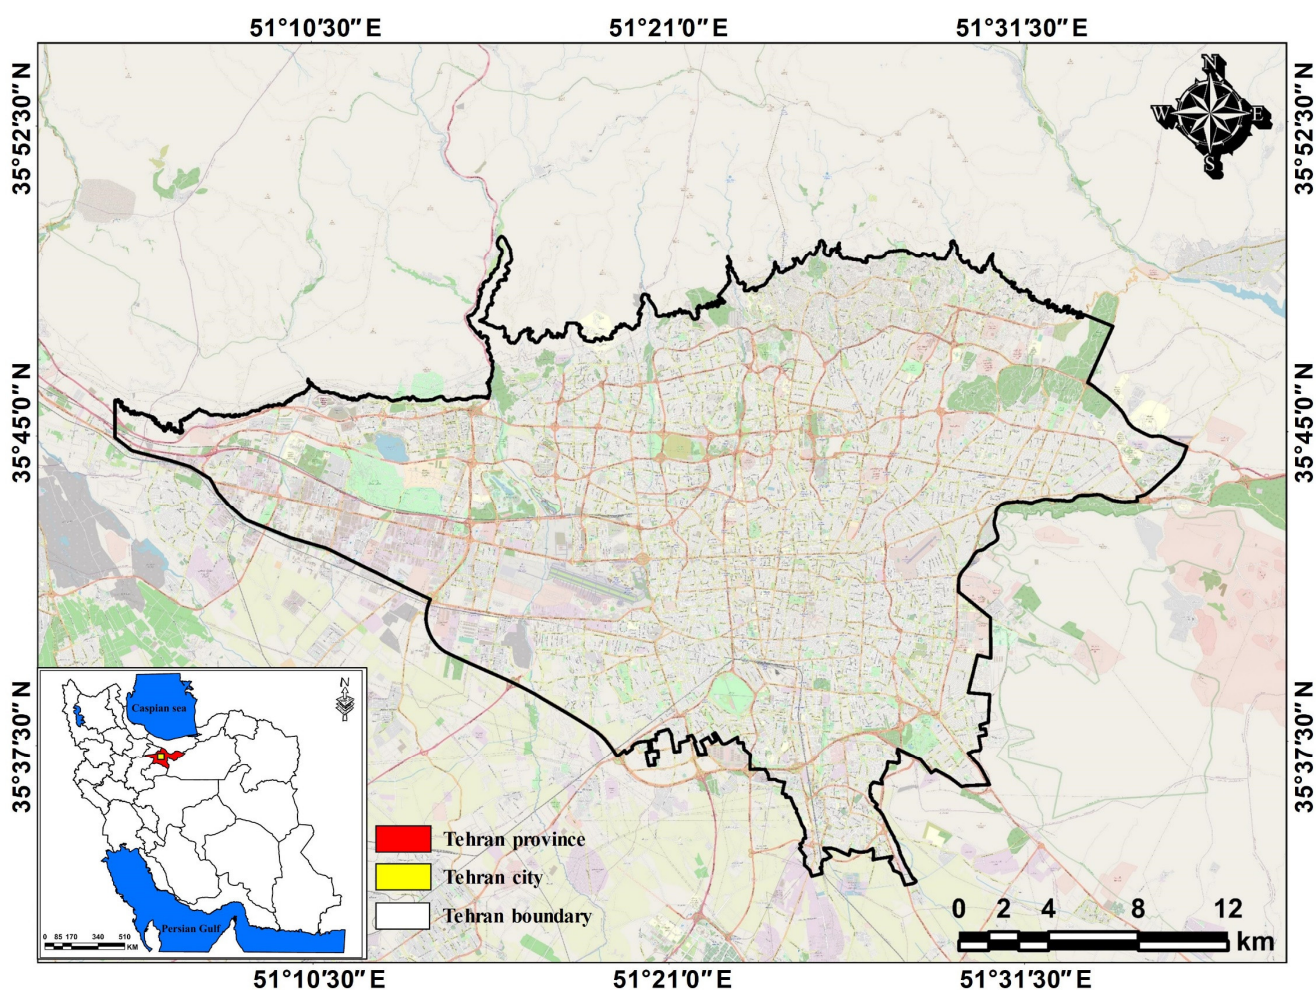 51°10′30″ E 51°21′0″ E 51°31′30″ E
35°52′30″ N
35°52′30″ N
N
W E
S
35°45′0″ N
35°45′0″ N
35°37′30″ N
35°37′30″ N
N
Caspian sea
Persian Gulf
0 85 170 340 510
KM
Tehran province
Tehran city
Tehran boundary
0 2 4 8 12
km
51°10′30″ E 51°21′0″ E 51°31′30″ E